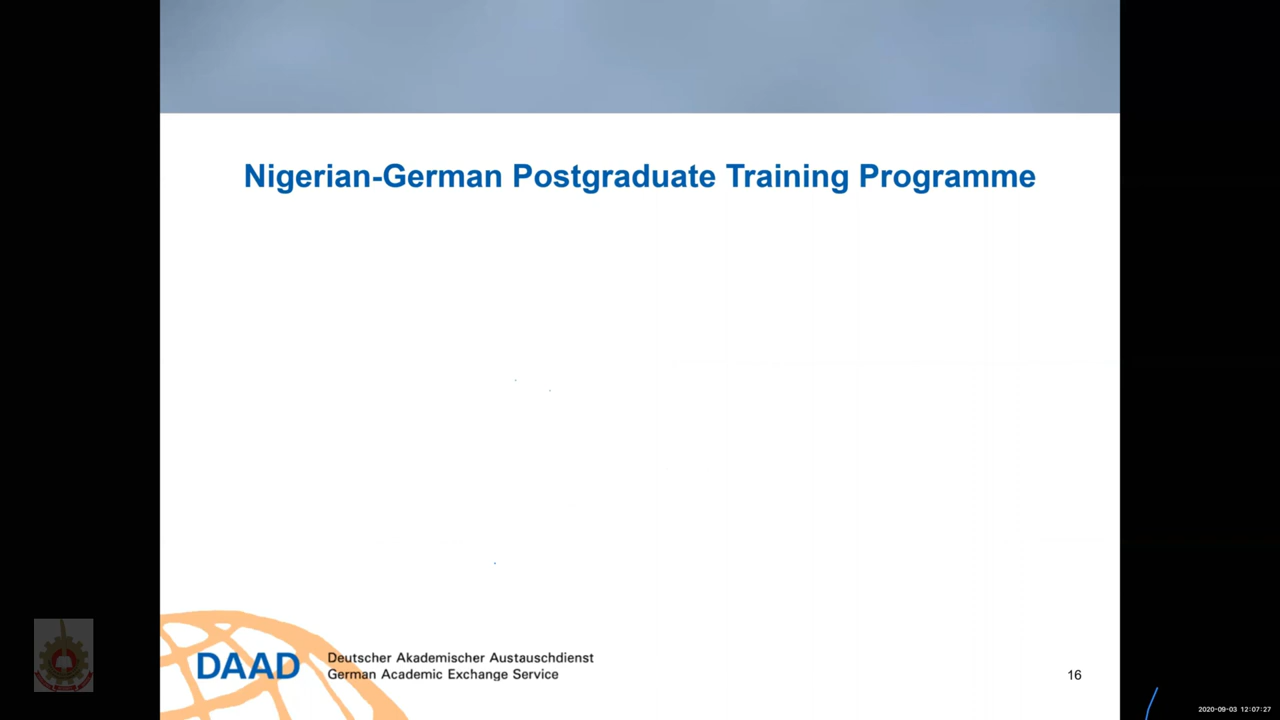 Nigerian-German Postgraduate Training Programme
DAAD
Deutscher Akademischer Austauschdienst
German Academic Exchange Service
16
2020-09-03 12:07:27